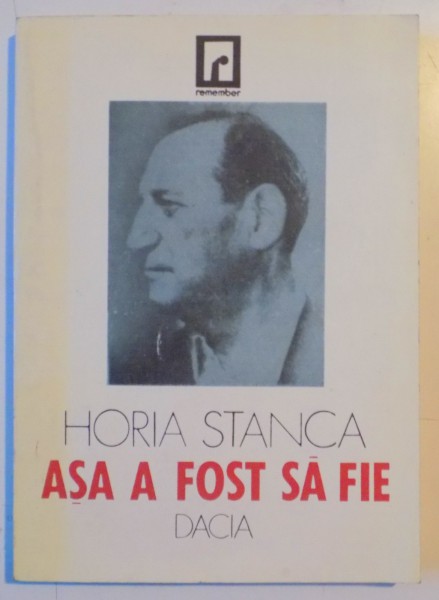 r
remember
HORIA STANCA
AȘA A FOST SĂ FIE
DACIA